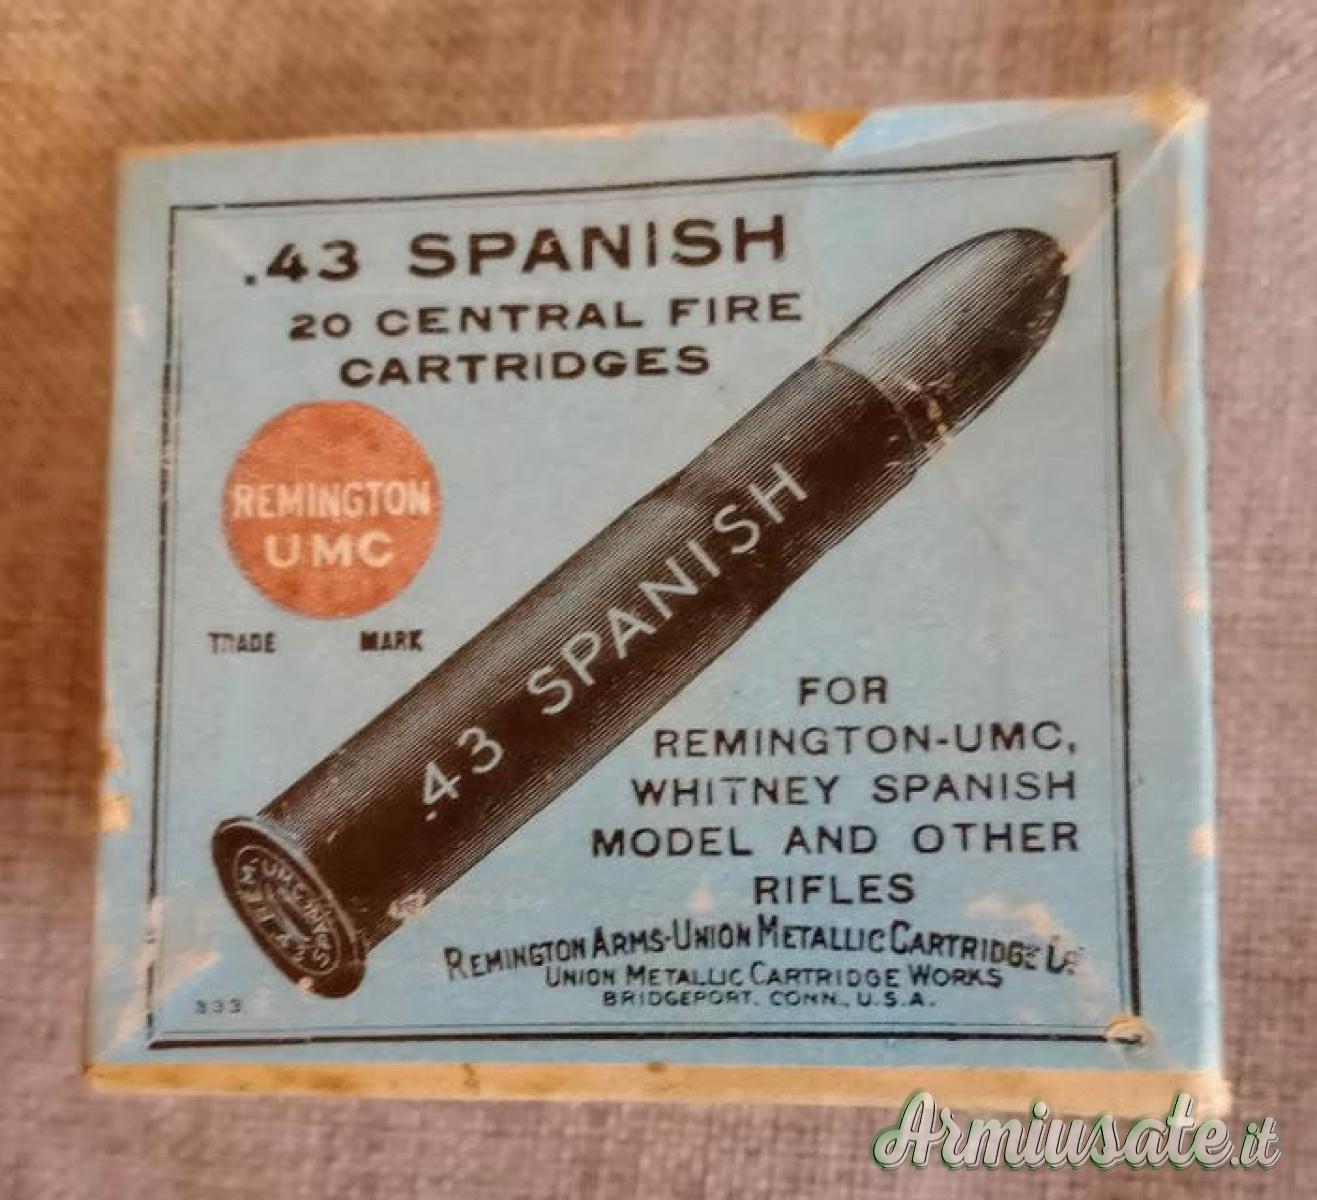 .43 SPANISH
20 CENTRAL FIRE
CARTRIDGES
REMINGTON
UMC
TRADE MARK
.43 SPANISH
FOR
REMINGTON-UMC,
WHITNEY SPANISH
MODEL AND OTHER
RIFLES
REMINGTON ARMS-UNION METALLIC CARTRIDGE
UNION METALLIC CARTRIDGE WORKS
BRIDGEPORT, CONN., U.S.A.
333
Armiusate.it